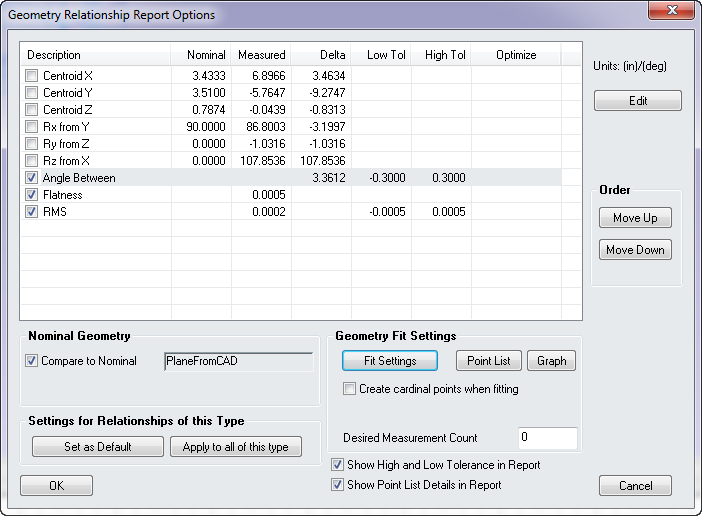 Geometry Relationship Report Options
Description Nominal Measured Delta Low Tol High Tol Optimize
Centroid X 3.4333 6.8966 3.4634
Centroid Y 3.5100 -5.7647 -9.2747
Centroid Z 0.7874 -0.0439 -0.8313
Rx from Y 90.0000 86.8003 -3.1997
Ry from Z 0.0000 -1.0316 -1.0316
Rz from X 0.0000 107.8536 107.8536
Angle Between 3.3612 -0.3000 0.3000
Flatness 0.0005
RMS 0.0002 -0.0005 0.0005
Units: (in)/(deg)
Edit
Order
Move Up
Move Down
Nominal Geometry
Compare to Nominal PlaneFromCAD
Settings for Relationships of this Type
Set as Default Apply to all of this type
Geometry Fit Settings
Fit Settings Point List Graph
Create cardinal points when fitting
Desired Measurement Count 0
Show High and Low Tolerance in Report
Show Point List Details in Report
OK
Cancel